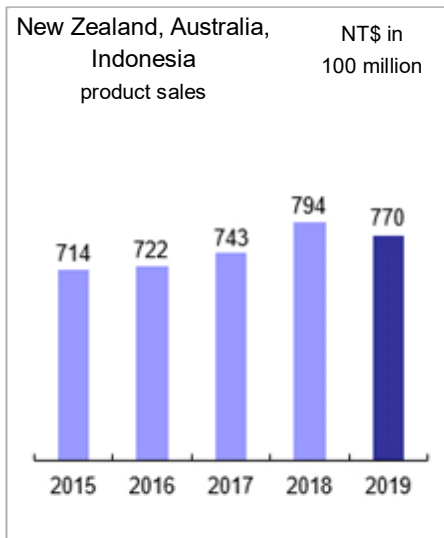 New Zealand, Australia,
Indonesia
product sales
NT$ in
100 million
714
722
743
794
770
2015
2016
2017
2018
2019